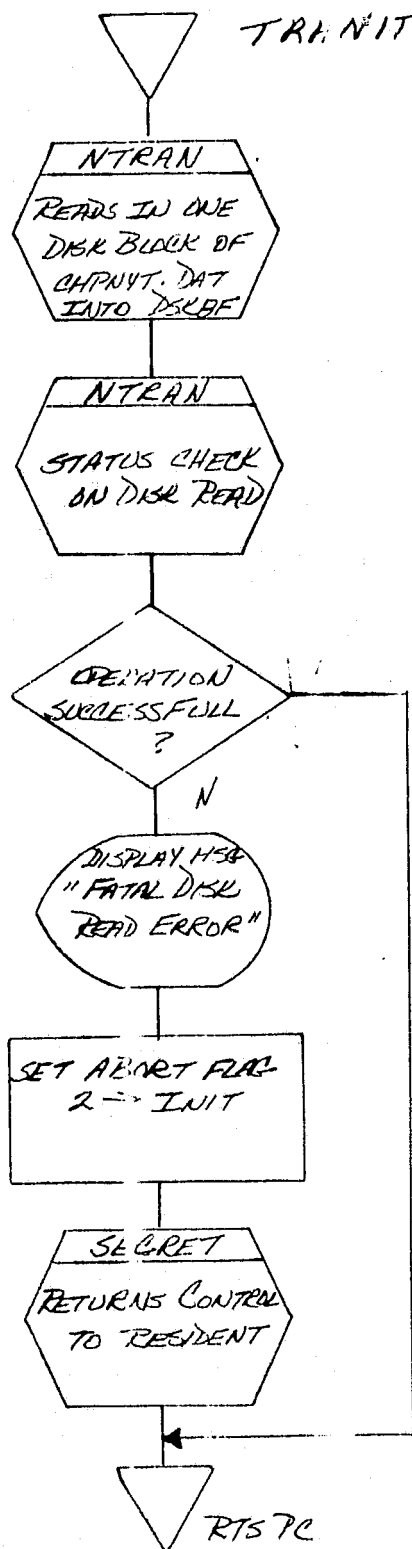 TRANIT
NTRAN
READS IN ONE
DISK BLOCK OF
CHPNYT.DAT
INTO DSKBF
NTRAN
STATUS CHECK
ON DISK READ
OPERATION
SUCCESSFULL
?
N
DISPLAY MSG
"FATAL DISK
READ ERROR"
SET ABORT FLAG
2 → INIT
SEGRET
RETURNS CONTROL
TO RESIDENT
RTS PC